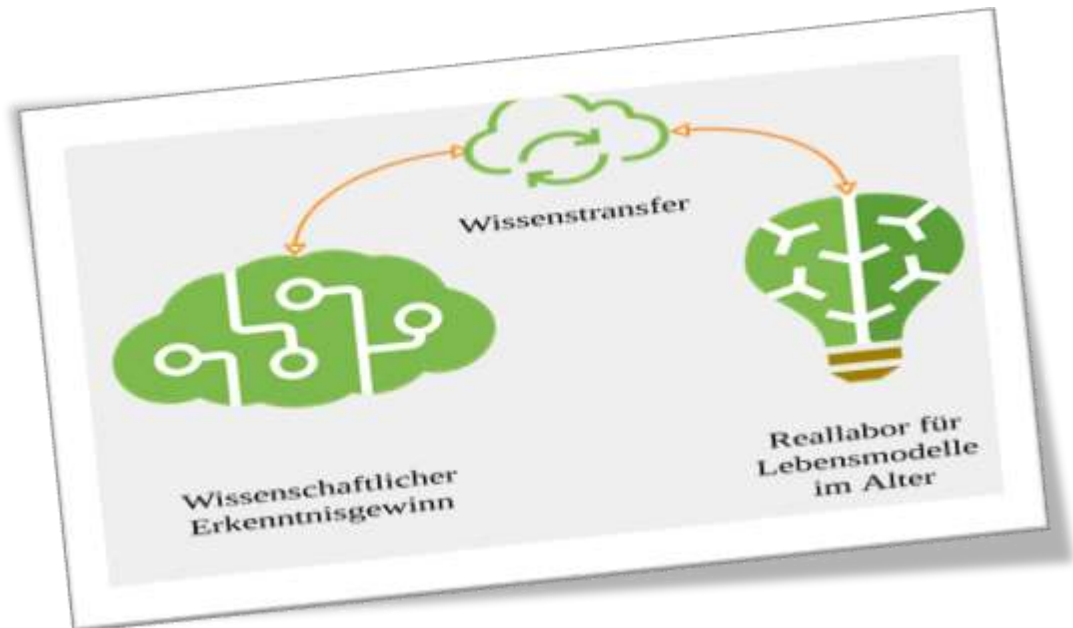 Wissenstransfer
Wissenschaftlicher
Erkenntnisgewinn
Reallabor für
Lebensmodelle
im Alter